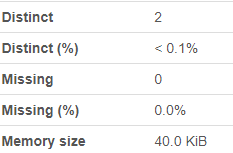 Distinct 2
Distinct (%) < 0.1%
Missing 0
Missing (%) 0.0%
Memory size 40.0 KiB